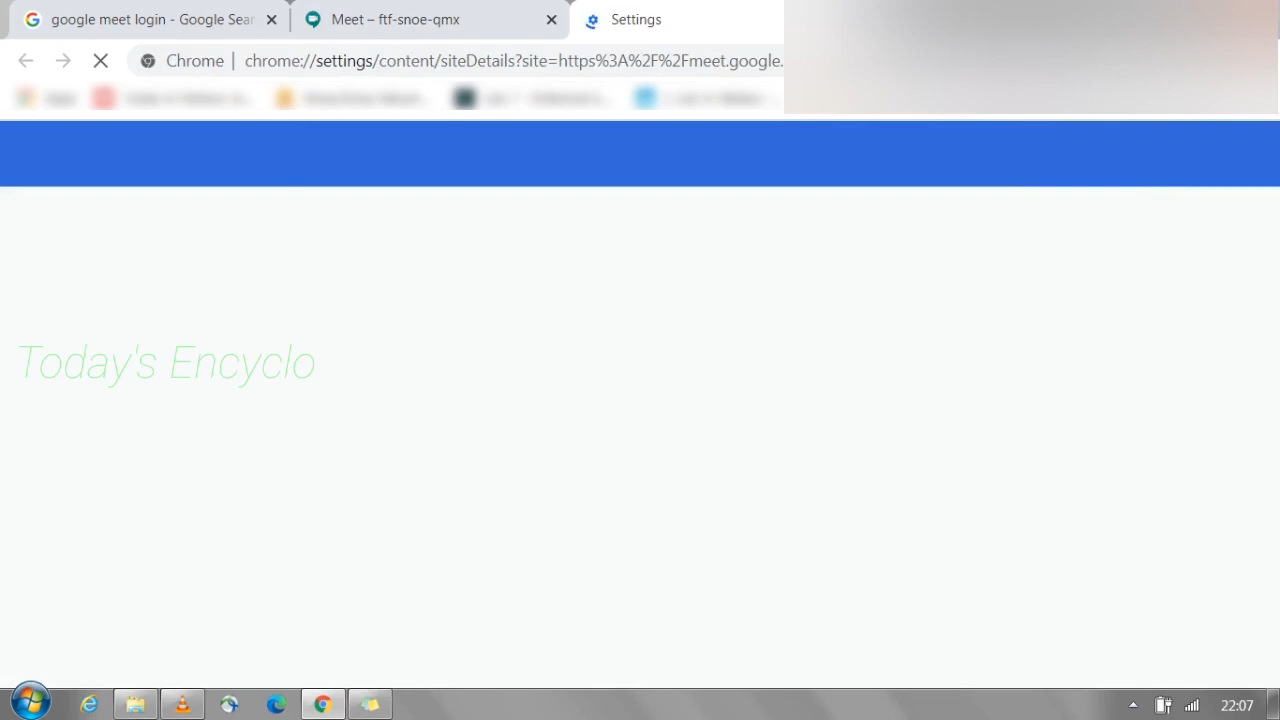 google meet login - Google Sear
Meet – ftf-snoe-qmx
Settings
Chrome | chrome://settings/content/siteDetails?site=https%3A%2F%2Fmeet.google.
Today's Encyclo
22:07